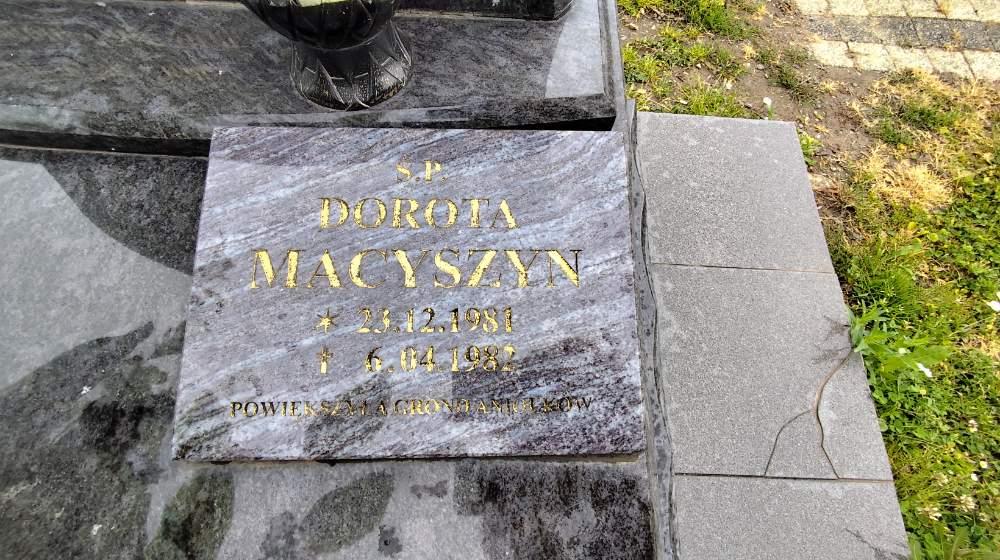 Ś.P.
DOROTA
MACYSZYN
* 23.12.1981
† 6.04.1982
POWIĘKSZYŁA GRONO ANIOŁKÓW